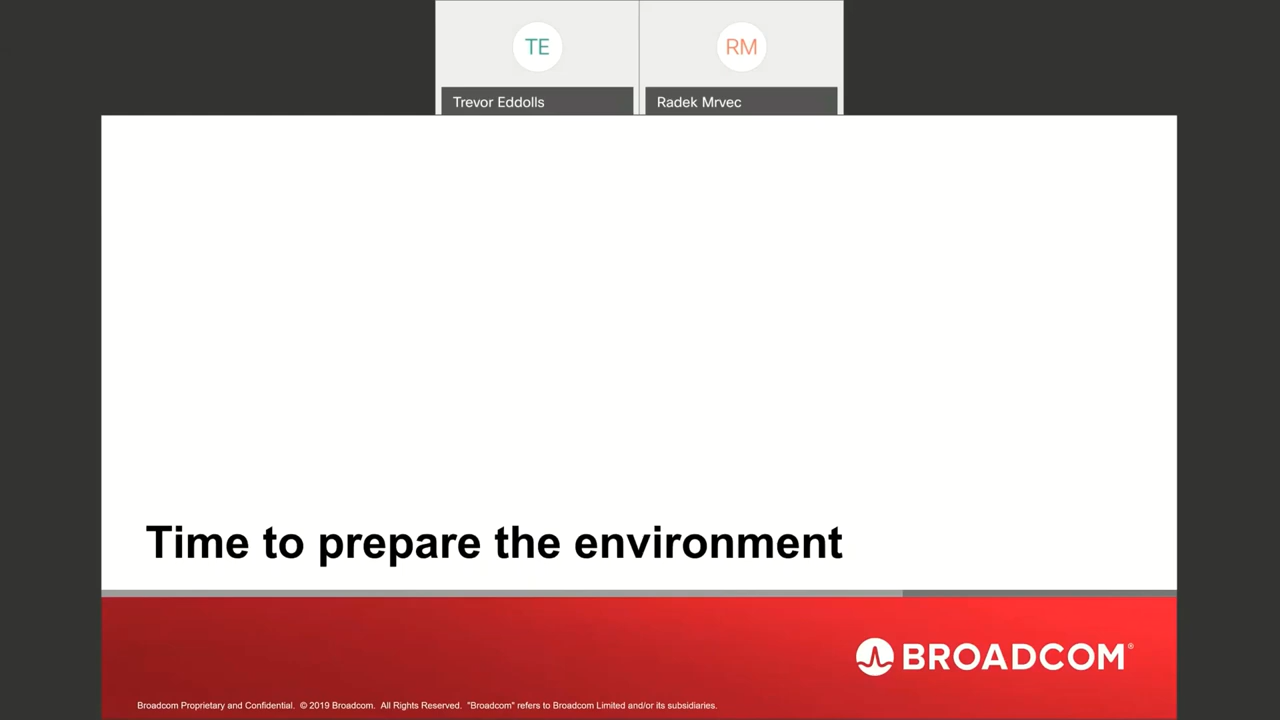 TE
RM
Trevor Eddolls
Radek Mrvec
Time to prepare the environment
BROADCOM®
Broadcom Proprietary and Confidential. © 2019 Broadcom. All Rights Reserved. "Broadcom" refers to Broadcom Limited and/or its subsidiaries.